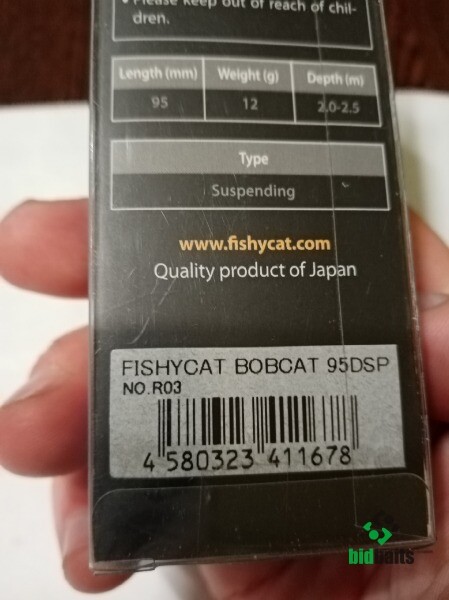 • Please keep out of reach of chil-
dren.
Length (mm) Weight (g) Depth (m)
95 12 2.0-2.5
Type
Suspending
www.fishycat.com
Quality product of Japan
FISHYCAT BOBCAT 95DSP
NO.R03
4 580323 411678
bidbaits